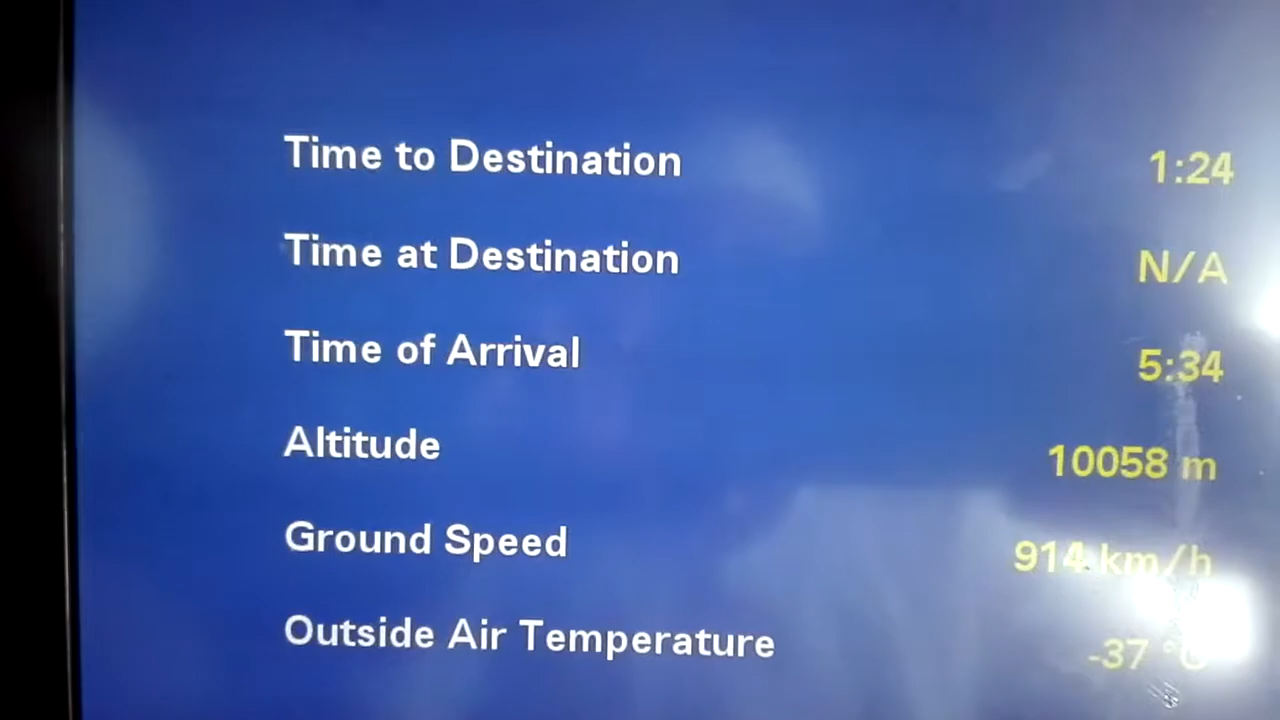 Time to Destination 1:24
Time at Destination N/A
Time of Arrival 5:34
Altitude 10058 m
Ground Speed 914 km/h
Outside Air Temperature -37 °C